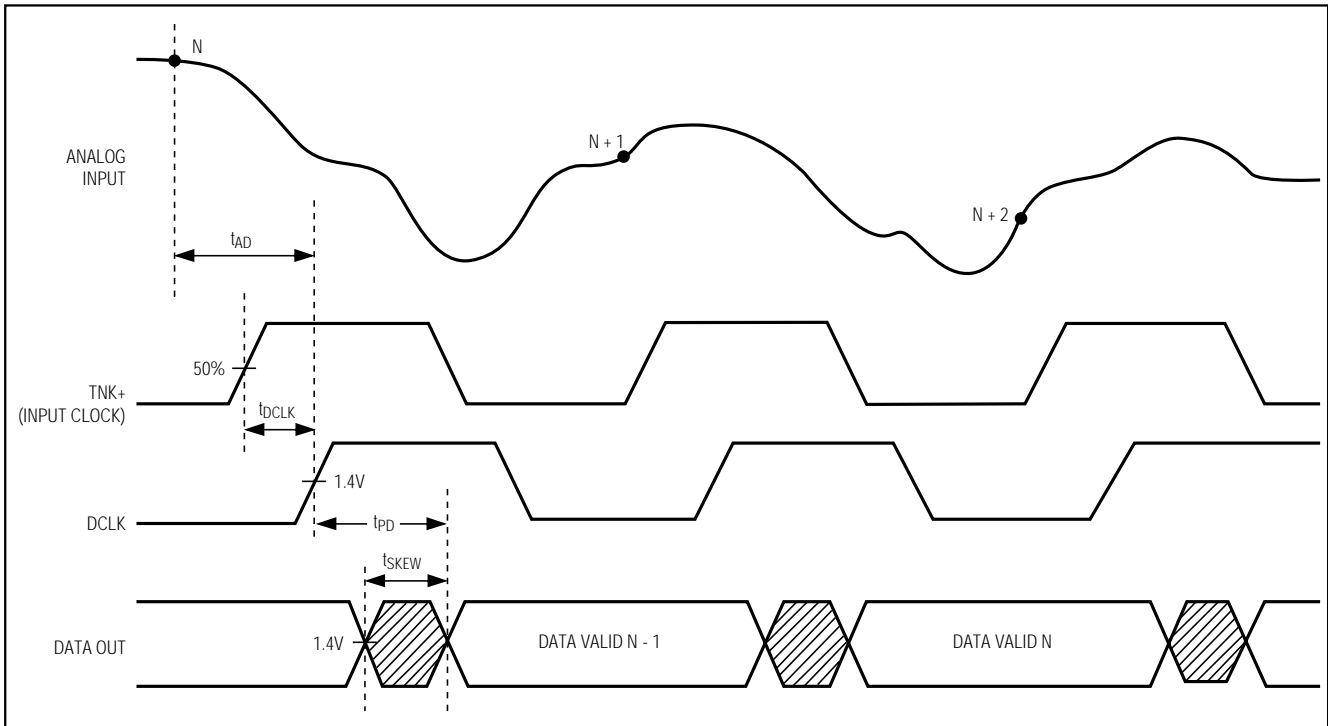 N
ANALOG
INPUT
N + 1
N + 2
tAD
50%
TNK+
(INPUT CLOCK)
tDCLK
1.4V
DCLK
tPD
tSKEW
DATA OUT
1.4V
DATA VALID N - 1
DATA VALID N